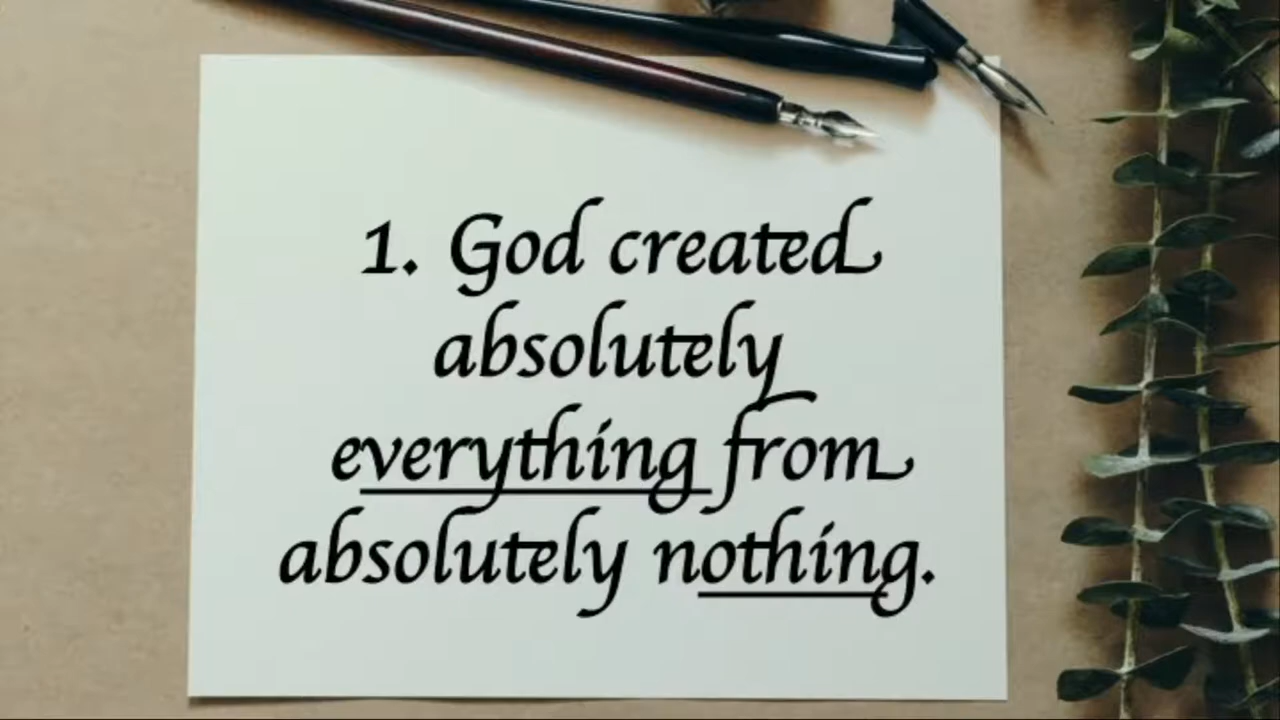 1. God created
absolutely
everything from
absolutely nothing.